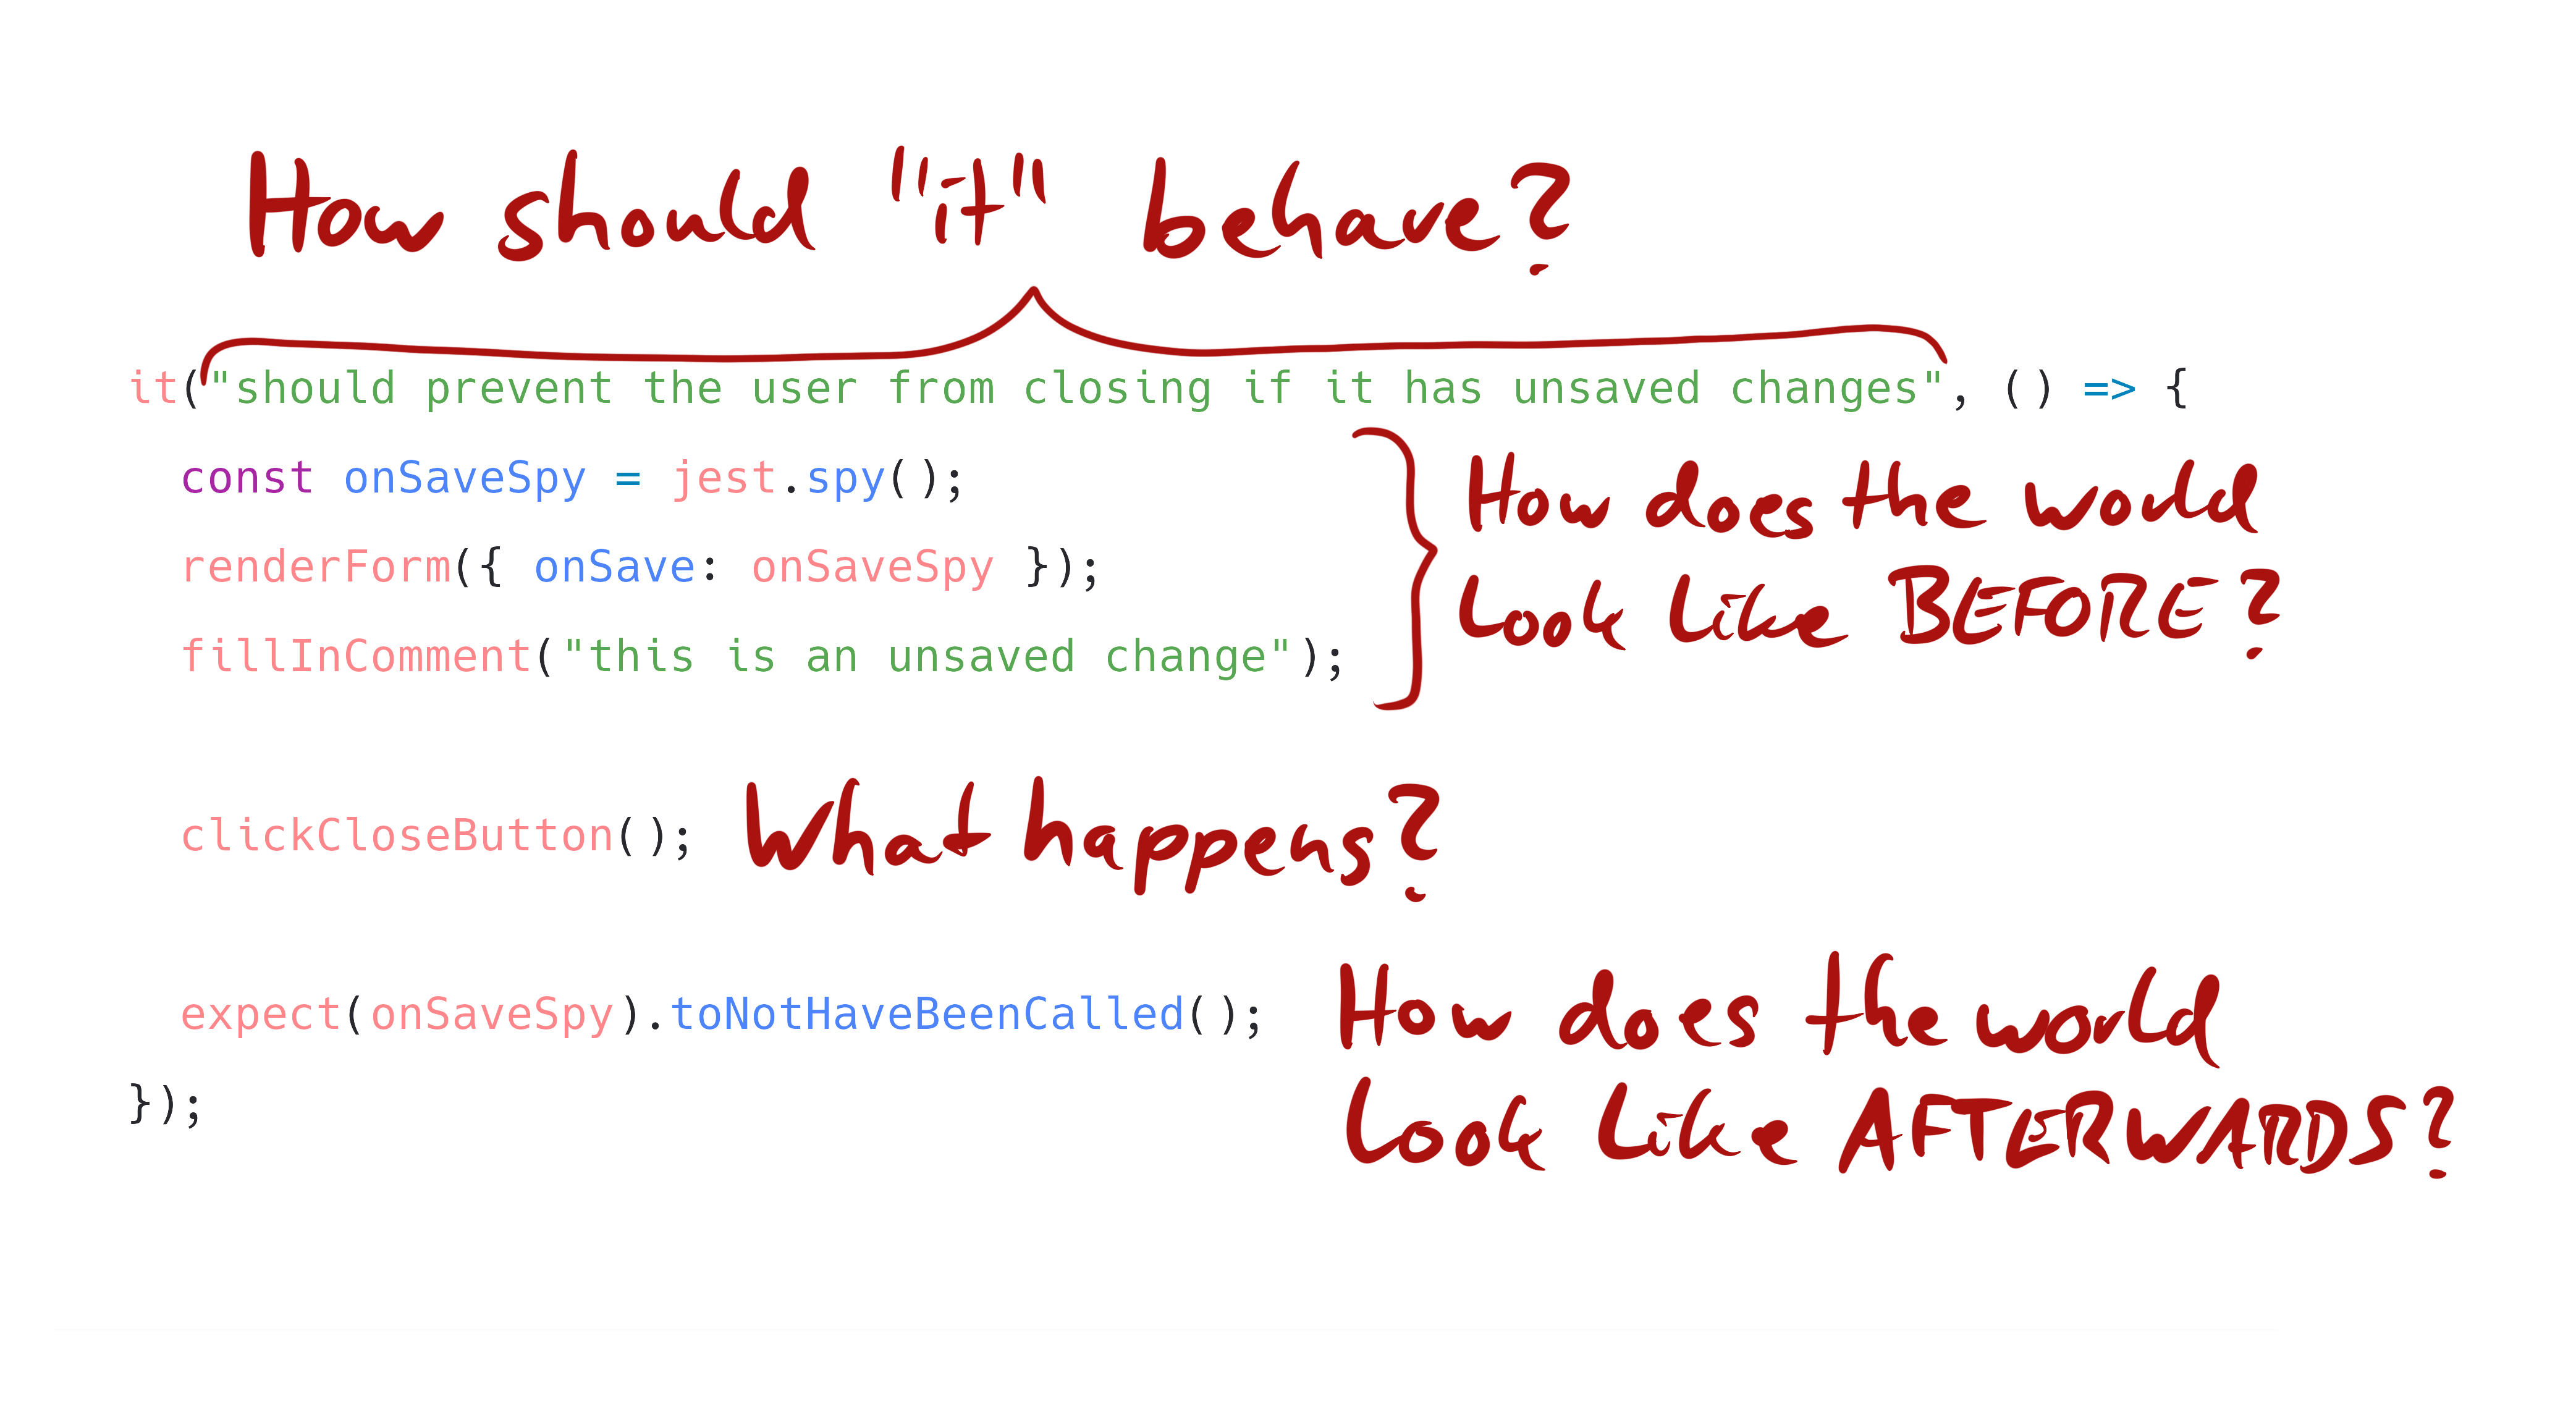 How should "it" behave?
it("should prevent the user from closing if it has unsaved changes", () => {
const onSaveSpy = jest.spy();
renderForm({ onSave: onSaveSpy });
fillInComment("this is an unsaved change");
How does the world
look like BEFORE?
clickCloseButton(); What happens?
expect(onSaveSpy).toNotHaveBeenCalled();
How does the world
look like AFTERWARDS?
});